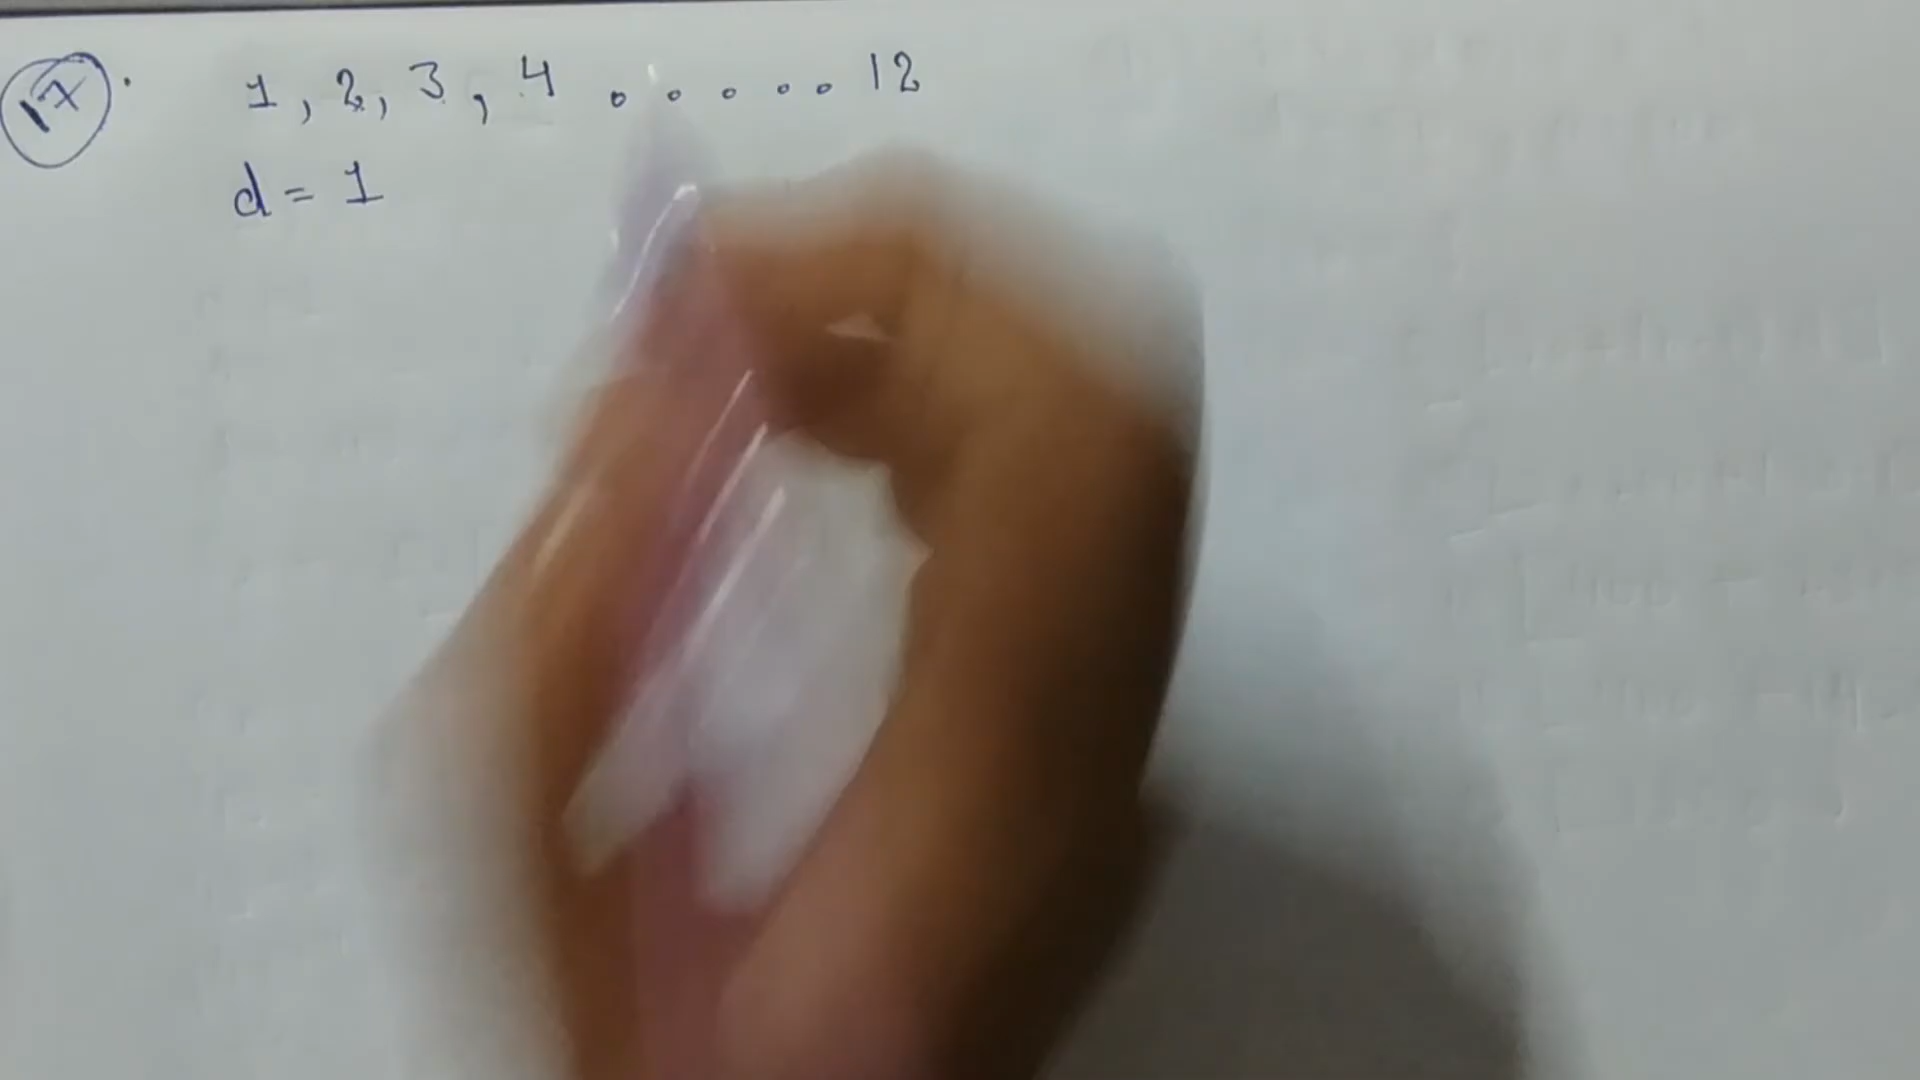 17. 1, 2, 3, 4 ..... 12
d = 1